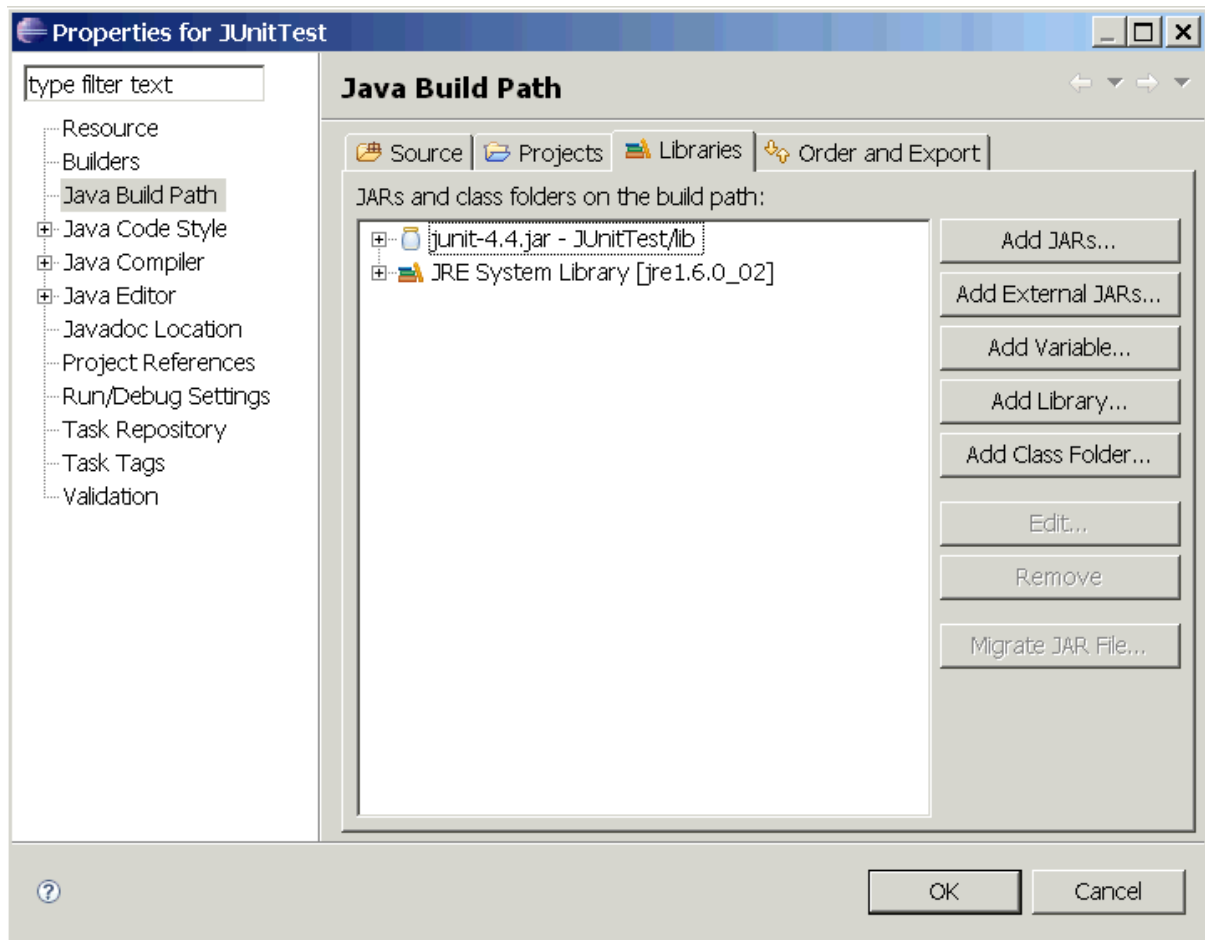 Properties for JUnitTest
type filter text
Java Build Path
Resource
Builders
Java Build Path
Java Code Style
Java Compiler
Java Editor
Javadoc Location
Project References
Run/Debug Settings
Task Repository
Task Tags
Validation
Source Projects Libraries Order and Export
JARs and class folders on the build path:
junit-4.4.jar - JUnitTest/lib
JRE System Library [jre1.6.0_02]
Add JARs...
Add External JARs...
Add Variable...
Add Library...
Add Class Folder...
Edit...
Remove
Migrate JAR File...
OK Cancel